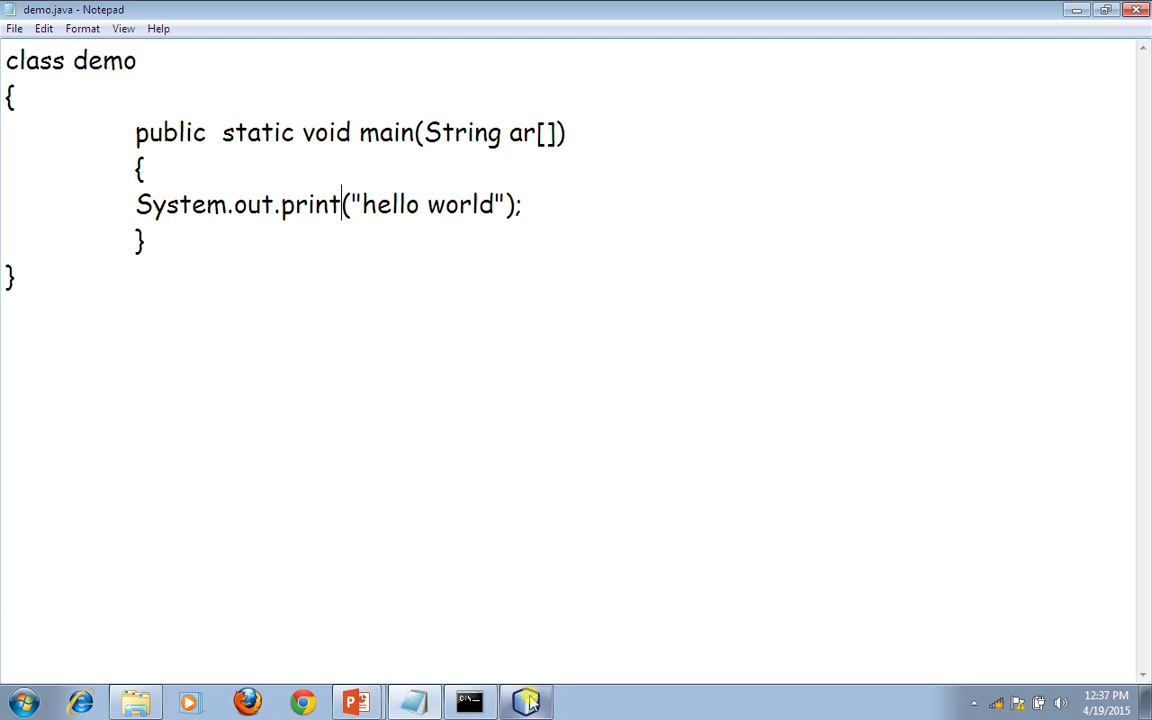 demo.java - Notepad
File Edit Format View Help
class demo
{
public  static void main(String ar[])
{
System.out.print("hello world");
}
}
C:\.
12:37 PM
4/19/2015